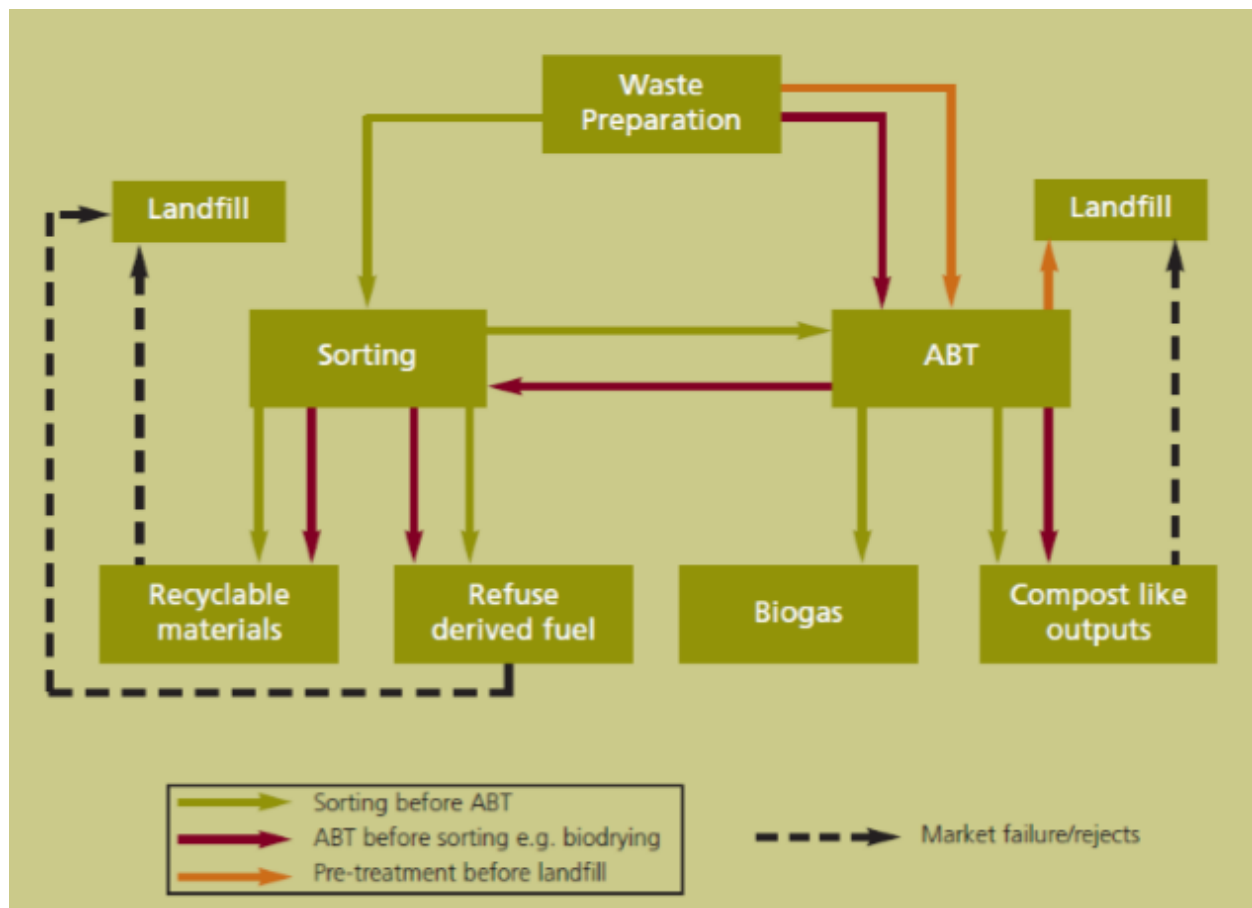 Waste
Preparation
Landfill
Landfill
Sorting
ABT
Recyclable
materials
Refuse
derived fuel
Biogas
Compost like
outputs
Sorting before ABT
ABT before sorting e.g. biodrying
Pre-treatment before landfill
Market failure/rejects